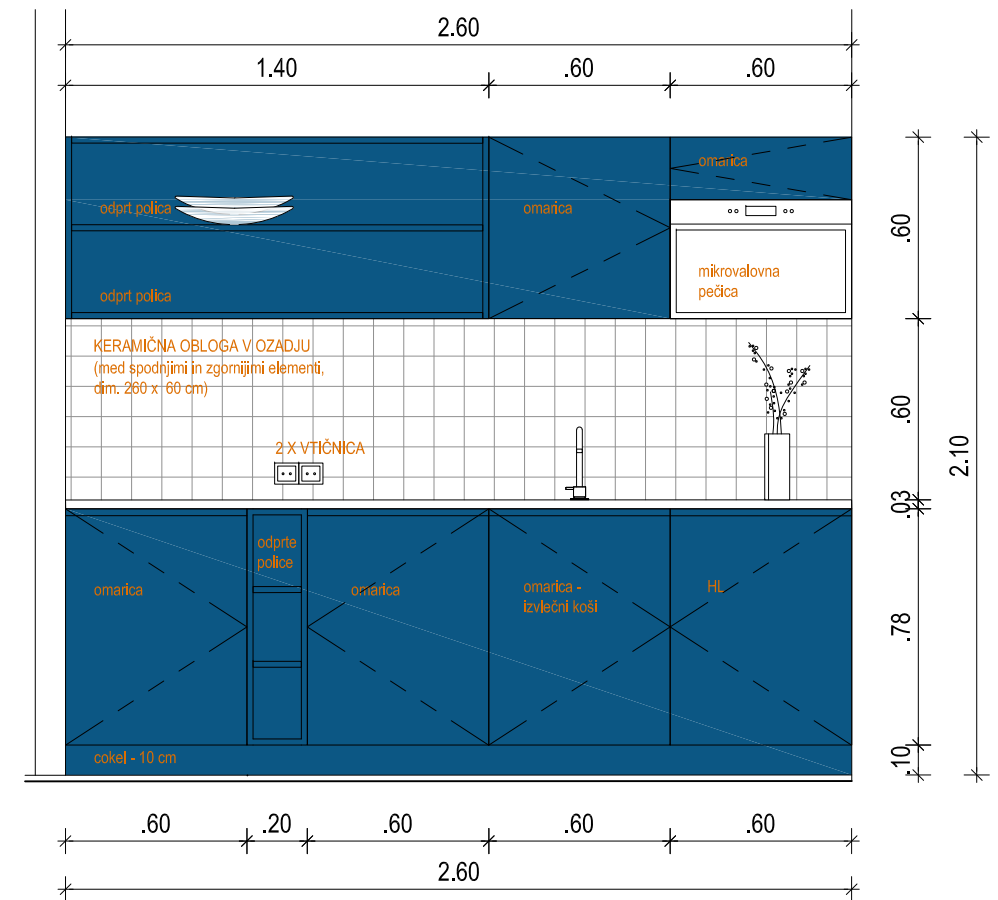 2.60
1.40 .60 .60
omarica
odprt polica
omarica
.60
mikrovalovna
pečica
odprt polica
KERAMIČNA OBLOGA V OZADJU
(med spodnjimi in zgornijimi elementi,
dim. 260 x 60 cm)
.60
2.10
2 X VTIČNICA
.03
odprte
police
omarica
omarica
omarica -
izvlečni koši
HL
.78
cokel - 10 cm
.10
.60 .20 .60 .60 .60
2.60